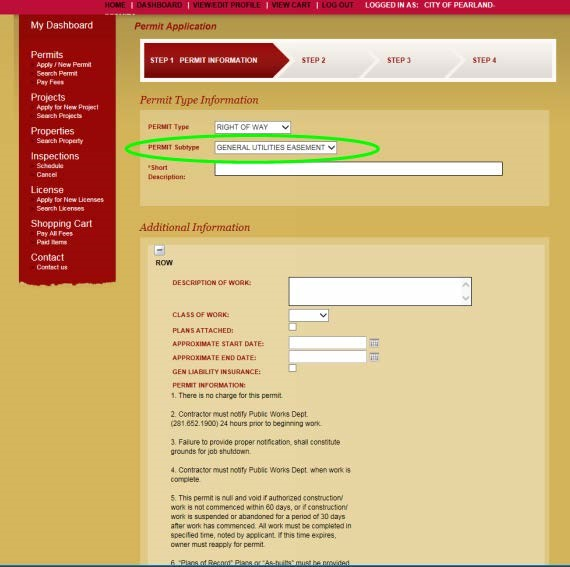 HOME | DASHBOARD | VIEW/EDIT PROFILE | VIEW CART | LOG OUT LOGGED IN AS: CITY OF PEARLAND-
My Dashboard
Permits
Apply / New Permit
Search Permit
Pay Fees
Projects
Apply for New Project
Search Projects
Properties
Search Property
Inspections
Schedule
Cancel
License
Apply for New Licenses
Search Licenses
Shopping Cart
Pay All Fees
Paid Items
Contact
Contact us
Permit Application
STEP 1 PERMIT INFORMATION STEP 2 STEP 3 STEP 4
Permit Type Information
PERMIT Type RIGHT OF WAY
PERMIT Subtype GENERAL UTILITIES EASEMENT
*Short
Description:
Additional Information
ROW
DESCRIPTION OF WORK:
CLASS OF WORK:
PLANS ATTACHED:
APPROXIMATE START DATE:
APPROXIMATE END DATE:
GEN LIABILITY INSURANCE:
PERMIT INFORMATION:
1. There is no charge for this permit.
2. Contractor must notify Public Works Dept.
(281.652.1900) 24 hours prior to
beginning work.
3. Failure to provide proper notification, shall constitute
grounds for job shutdown.
4. Contractor must notify Public Works Dept. when work is
complete.
5. This permit is null and void if authorized construction/
work is not commenced within 60 days, or if construction/
work is suspended or abandoned for a period of 30 days
after work has commenced. All work must be completed in
specified time, noted by applicant. If this time expires,
owner must reapply for permit.
6. "Plans of Record" Plans or "As-builts" must be provided